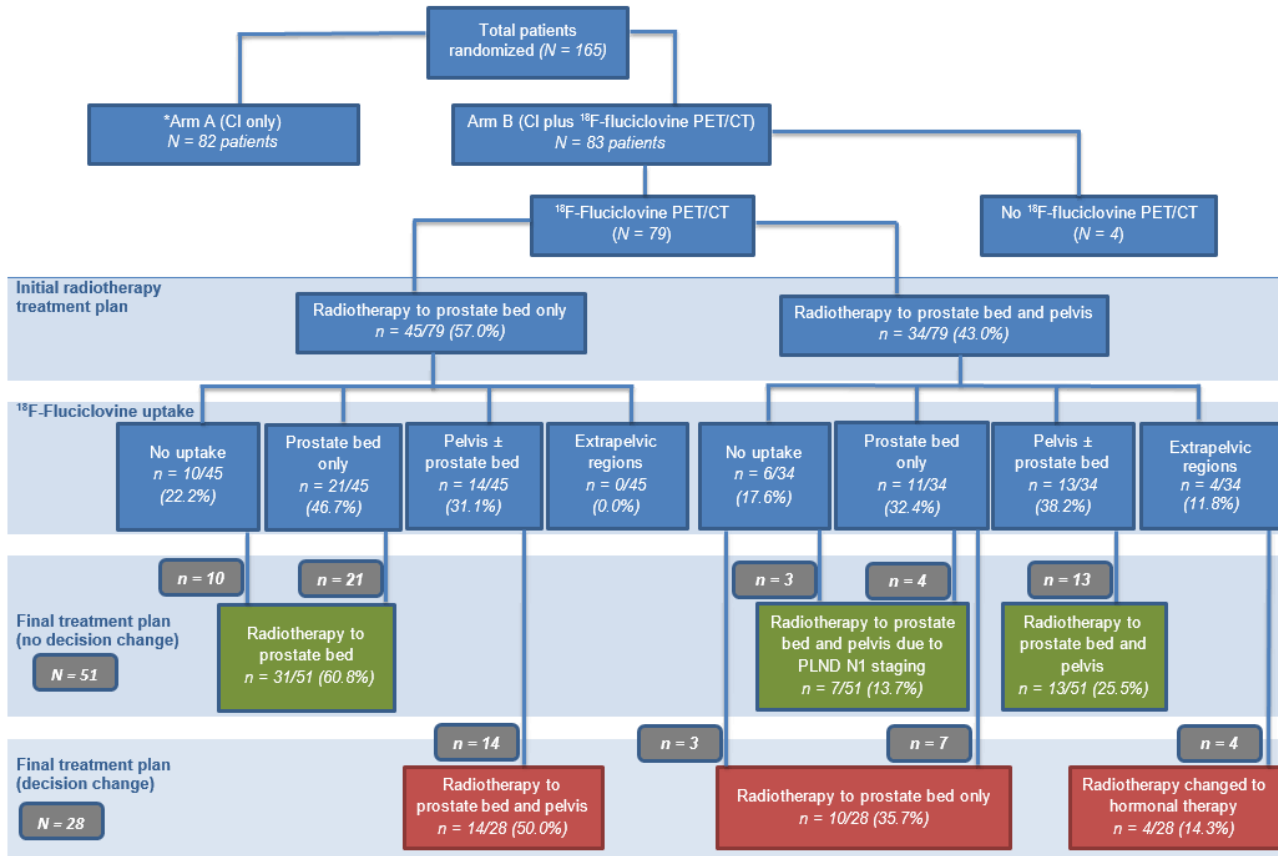 Total patients
randomized (N = 165)
*Arm A (CI only)
N = 82 patients
Arm B (CI plus ¹⁸F-fluciclovine PET/CT)
N = 83 patients
¹⁸F-Fluciclovine PET/CT
(N = 79)
No ¹⁸F-fluciclovine PET/CT
(N = 4)
Initial radiotherapy
treatment plan
Radiotherapy to prostate bed only
n = 45/79 (57.0%)
Radiotherapy to prostate bed and pelvis
n = 34/79 (43.0%)
¹⁸F-Fluciclovine uptake
No uptake
n = 10/45
(22.2%)
Prostate bed
only
n = 21/45
(46.7%)
Pelvis ±
prostate bed
n = 14/45
(31.1%)
Extrapelvic
regions
n = 0/45
(0.0%)
No uptake
n = 6/34
(17.6%)
Prostate bed
only
n = 11/34
(32.4%)
Pelvis ±
prostate bed
n = 13/34
(38.2%)
Extrapelvic
regions
n = 4/34
(11.8%)
n = 10
n = 21
n = 3
n = 4
n = 13
Final treatment plan
(no decision change)
N = 51
Radiotherapy to
prostate bed
n = 31/51 (60.8%)
Radiotherapy to prostate
bed and pelvis due to
PLND N1 staging
n = 7/51 (13.7%)
Radiotherapy to
prostate bed and
pelvis
n = 13/51 (25.5%)
n = 14
n = 3
n = 7
n = 4
Final treatment plan
(decision change)
N = 28
Radiotherapy to
prostate bed and pelvis
n = 14/28 (50.0%)
Radiotherapy to prostate bed only
n = 10/28 (35.7%)
Radiotherapy changed to
hormonal therapy
n = 4/28 (14.3%)